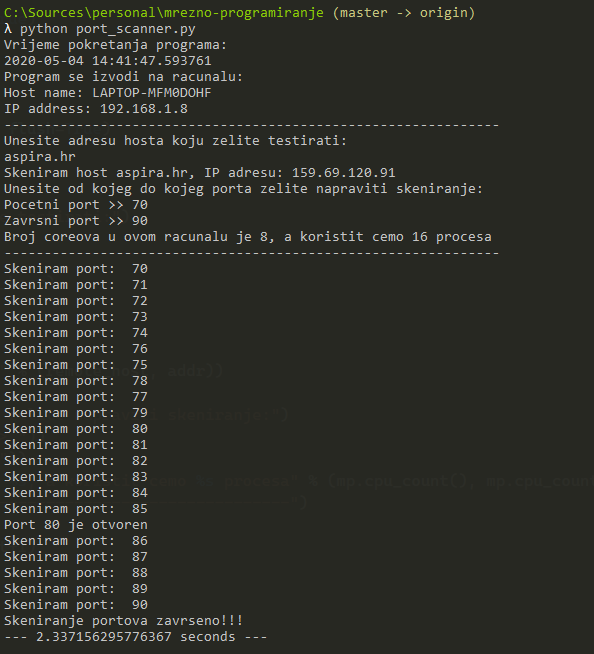 C:\Sources\personal\mrezno-programiranje (master -> origin)
λ python port_scanner.py
Vrijeme pokretanja programa:
2020-05-04 14:41:47.593761
Program se izvodi na racunalu:
Host name: LAPTOP-MFM0DOHF
IP address: 192.168.1.8
--------------------------------------------------------------
Unesite adresu hosta koju zelite testirati:
aspira.hr
Skeniram host aspira.hr, IP adresu: 159.69.120.91
Unesite od kojeg do kojeg porta zelite napraviti skeniranje:
Pocetni port >> 70
Zavrsni port >> 90
Broj coreova u ovom racunalu je 8, a koristit cemo 16 procesa
--------------------------------------------------------------
Skeniram port:  70
Skeniram port:  71
Skeniram port:  72
Skeniram port:  73
Skeniram port:  74
Skeniram port:  76
Skeniram port:  75
Skeniram port:  78
Skeniram port:  77
Skeniram port:  79
Skeniram port:  80
Skeniram port:  81
Skeniram port:  82
Skeniram port:  83
Skeniram port:  84
Skeniram port:  85
Port 80 je otvoren
Skeniram port:  86
Skeniram port:  87
Skeniram port:  88
Skeniram port:  89
Skeniram port:  90
Skeniranje portova zavrseno!!!
--- 2.337156295776367 seconds ---